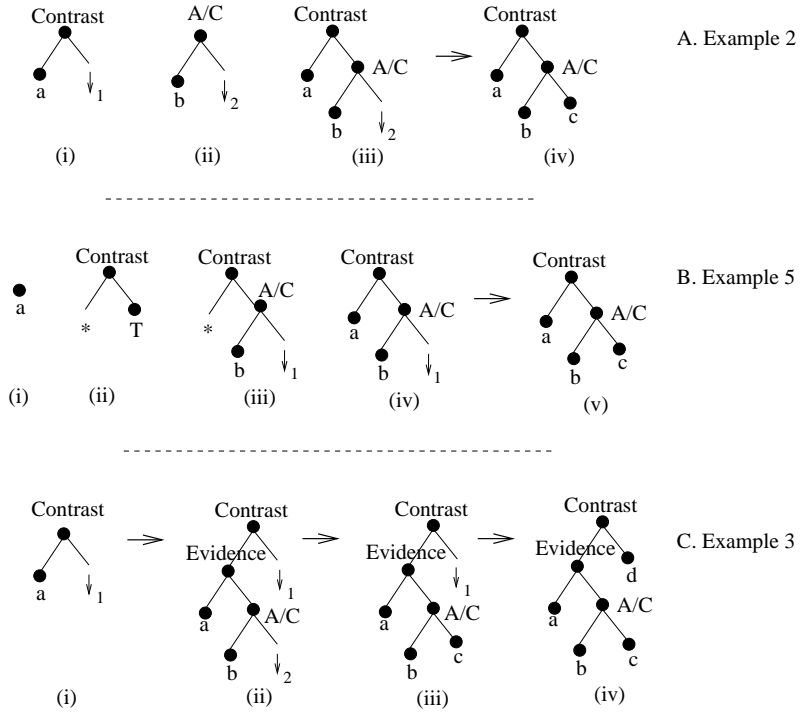 Contrast A/C Contrast Contrast A. Example 2
a ↓1 b ↓2 a A/C a A/C
b ↓2 b c
(i) (ii) (iii) (iv)
Contrast Contrast Contrast Contrast B. Example 5
a * T * A/C a A/C a A/C
b ↓1 b ↓1 b c
(i) (ii) (iii) (iv) (v)
Contrast Contrast Contrast Contrast C. Example 3
a ↓1 Evidence ↓1 Evidence ↓1 Evidence d
a A/C a A/C a A/C
b ↓2 b c b c
(i) (ii) (iii) (iv)